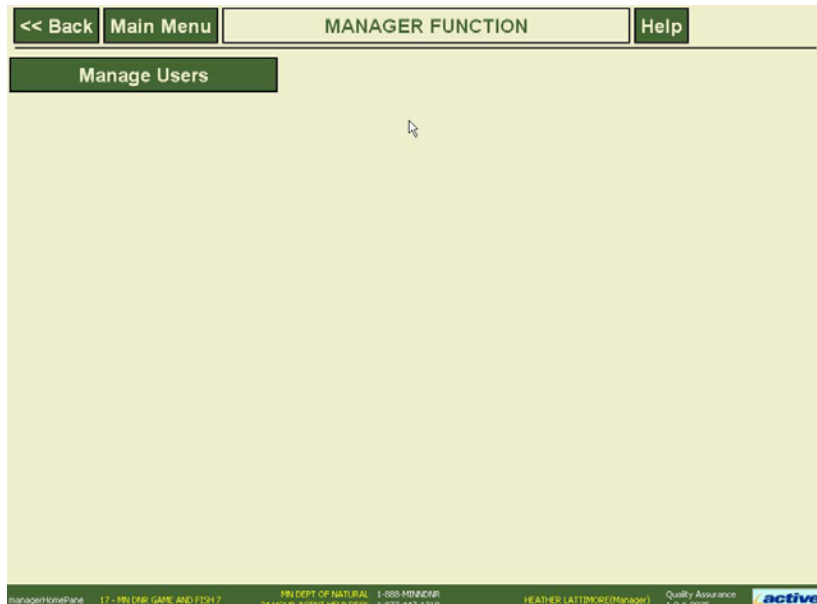 << Back Main Menu MANAGER FUNCTION Help
Manage Users
managerHomePane 17 - MN DNR GAME AND FISH 7 MN DEPT OF NATURAL 1-888-MINNDNR HEATHER LATTIMORE(Manager) Quality Assurance active